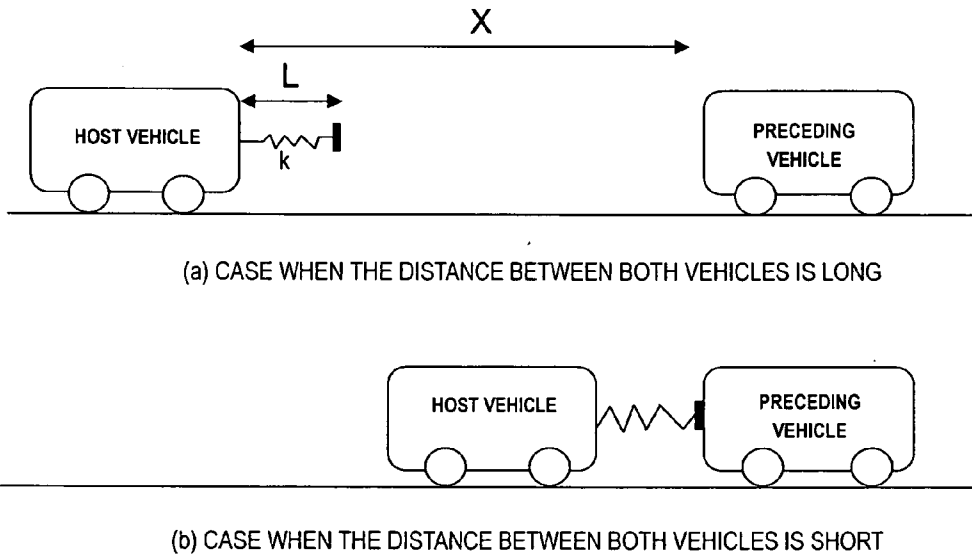 X
L
HOST VEHICLE
k
PRECEDING
VEHICLE
(a) CASE WHEN THE DISTANCE BETWEEN BOTH VEHICLES IS LONG
HOST VEHICLE
PRECEDING
VEHICLE
(b) CASE WHEN THE DISTANCE BETWEEN BOTH VEHICLES IS SHORT